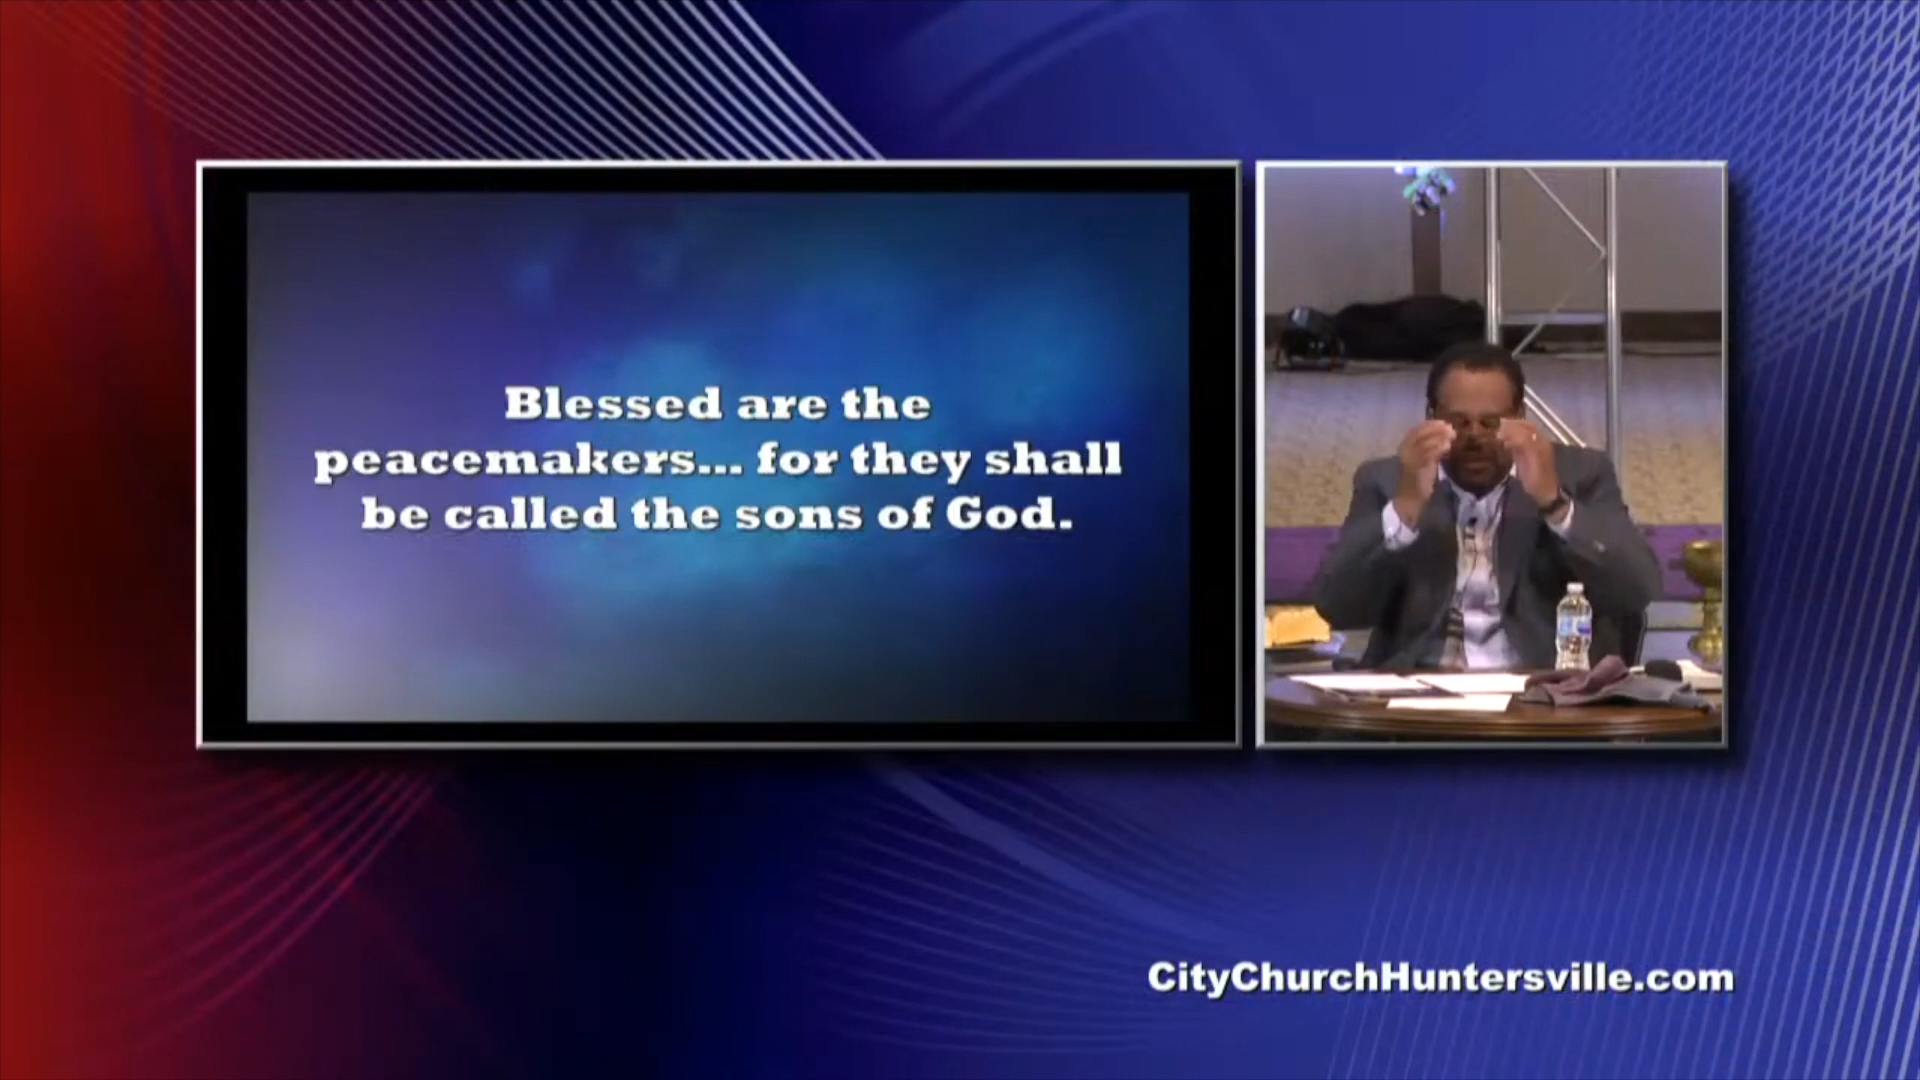 Blessed are the
peacemakers... for they shall
be called the sons of God.
CityChurchHuntersville.com